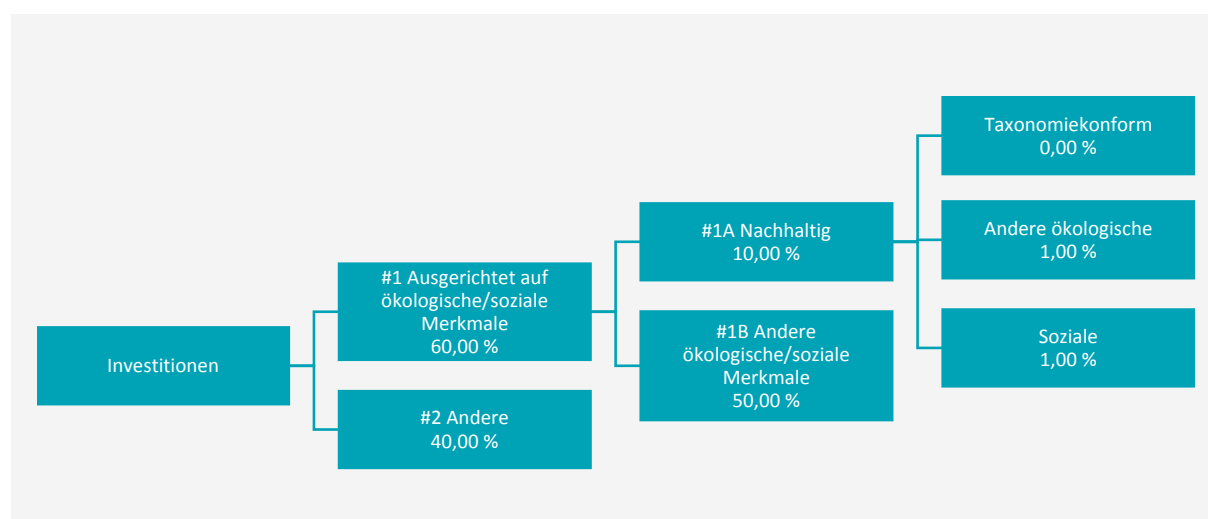 Investitionen
#1 Ausgerichtet auf
ökologische/soziale
Merkmale
60,00 %
#2 Andere
40,00 %
#1A Nachhaltig
10,00 %
#1B Andere
ökologische/soziale
Merkmale
50,00 %
Taxonomiekonform
0,00 %
Andere ökologische
1,00 %
Soziale
1,00 %